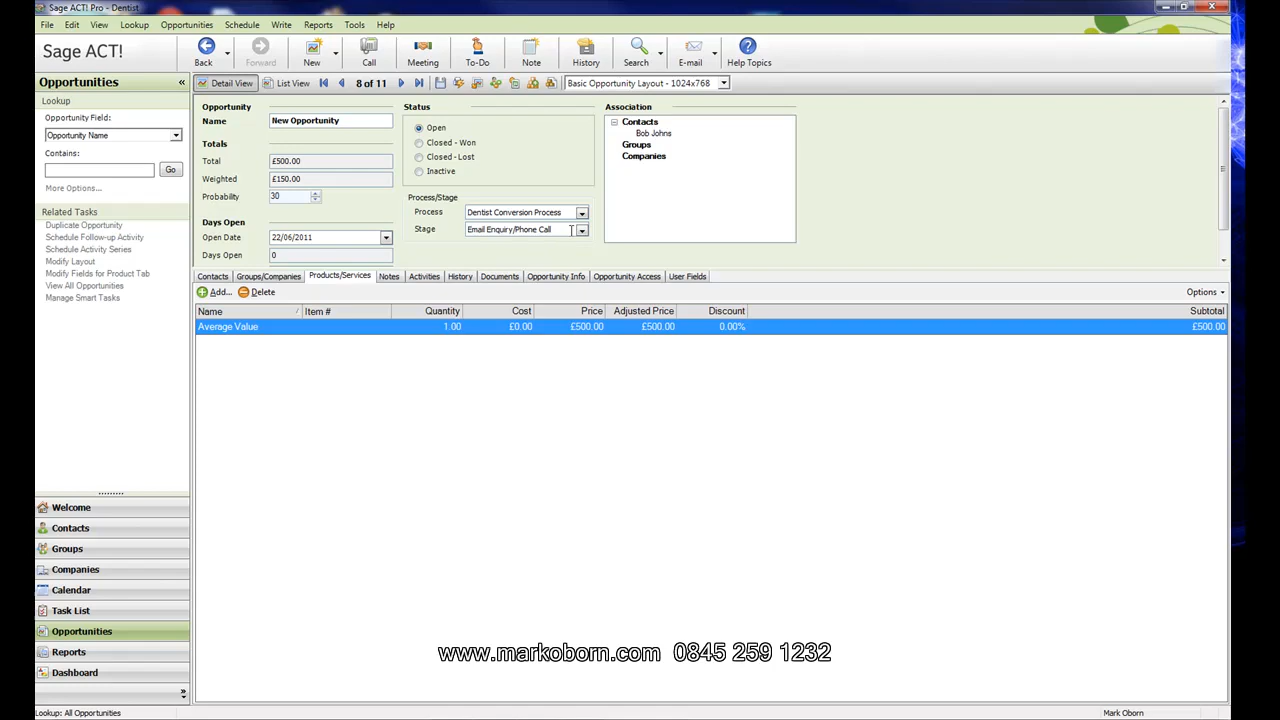 Sage ACT! Pro - Dentist
File Edit View Lookup Opportunities Schedule Write Reports Tools Help
Sage ACT!
Back Forward New Call Meeting To-Do Note History Search E-mail Help Topics
Opportunities «
Detail View List View 8 of 11 Basic Opportunity Layout - 1024x768
Lookup
Opportunity Field:
Opportunity Name
Contains:
Go
More Options...
Related Tasks
Duplicate Opportunity
Schedule Follow-up Activity
Schedule Activity Series
Modify Layout
Modify Fields for Product Tab
View All Opportunities
Manage Smart Tasks
Opportunity
Name New Opportunity
Totals
Total £500.00
Weighted £150.00
Probability 30
Days Open
Open Date 22/06/2011
Days Open 0
Status
Open
Closed - Won
Closed - Lost
Inactive
Process/Stage
Process Dentist Conversion Process
Stage Email Enquiry/Phone Call
Association
Contacts
Bob Johns
Groups
Companies
Contacts Groups/Companies Products/Services Notes Activities History Documents Opportunity Info Opportunity Access User Fields
Add... Delete Options
Name Item # Quantity Cost Price Adjusted Price Discount Subtotal
Average Value 1.00 £0.00 £500.00 £500.00 0.00% £500.00
Welcome
Contacts
Groups
Companies
Calendar
Task List
Opportunities
Reports
Dashboard
»
www.markoborn.com 0845 259 1232
Lookup: All Opportunities Mark Oborn